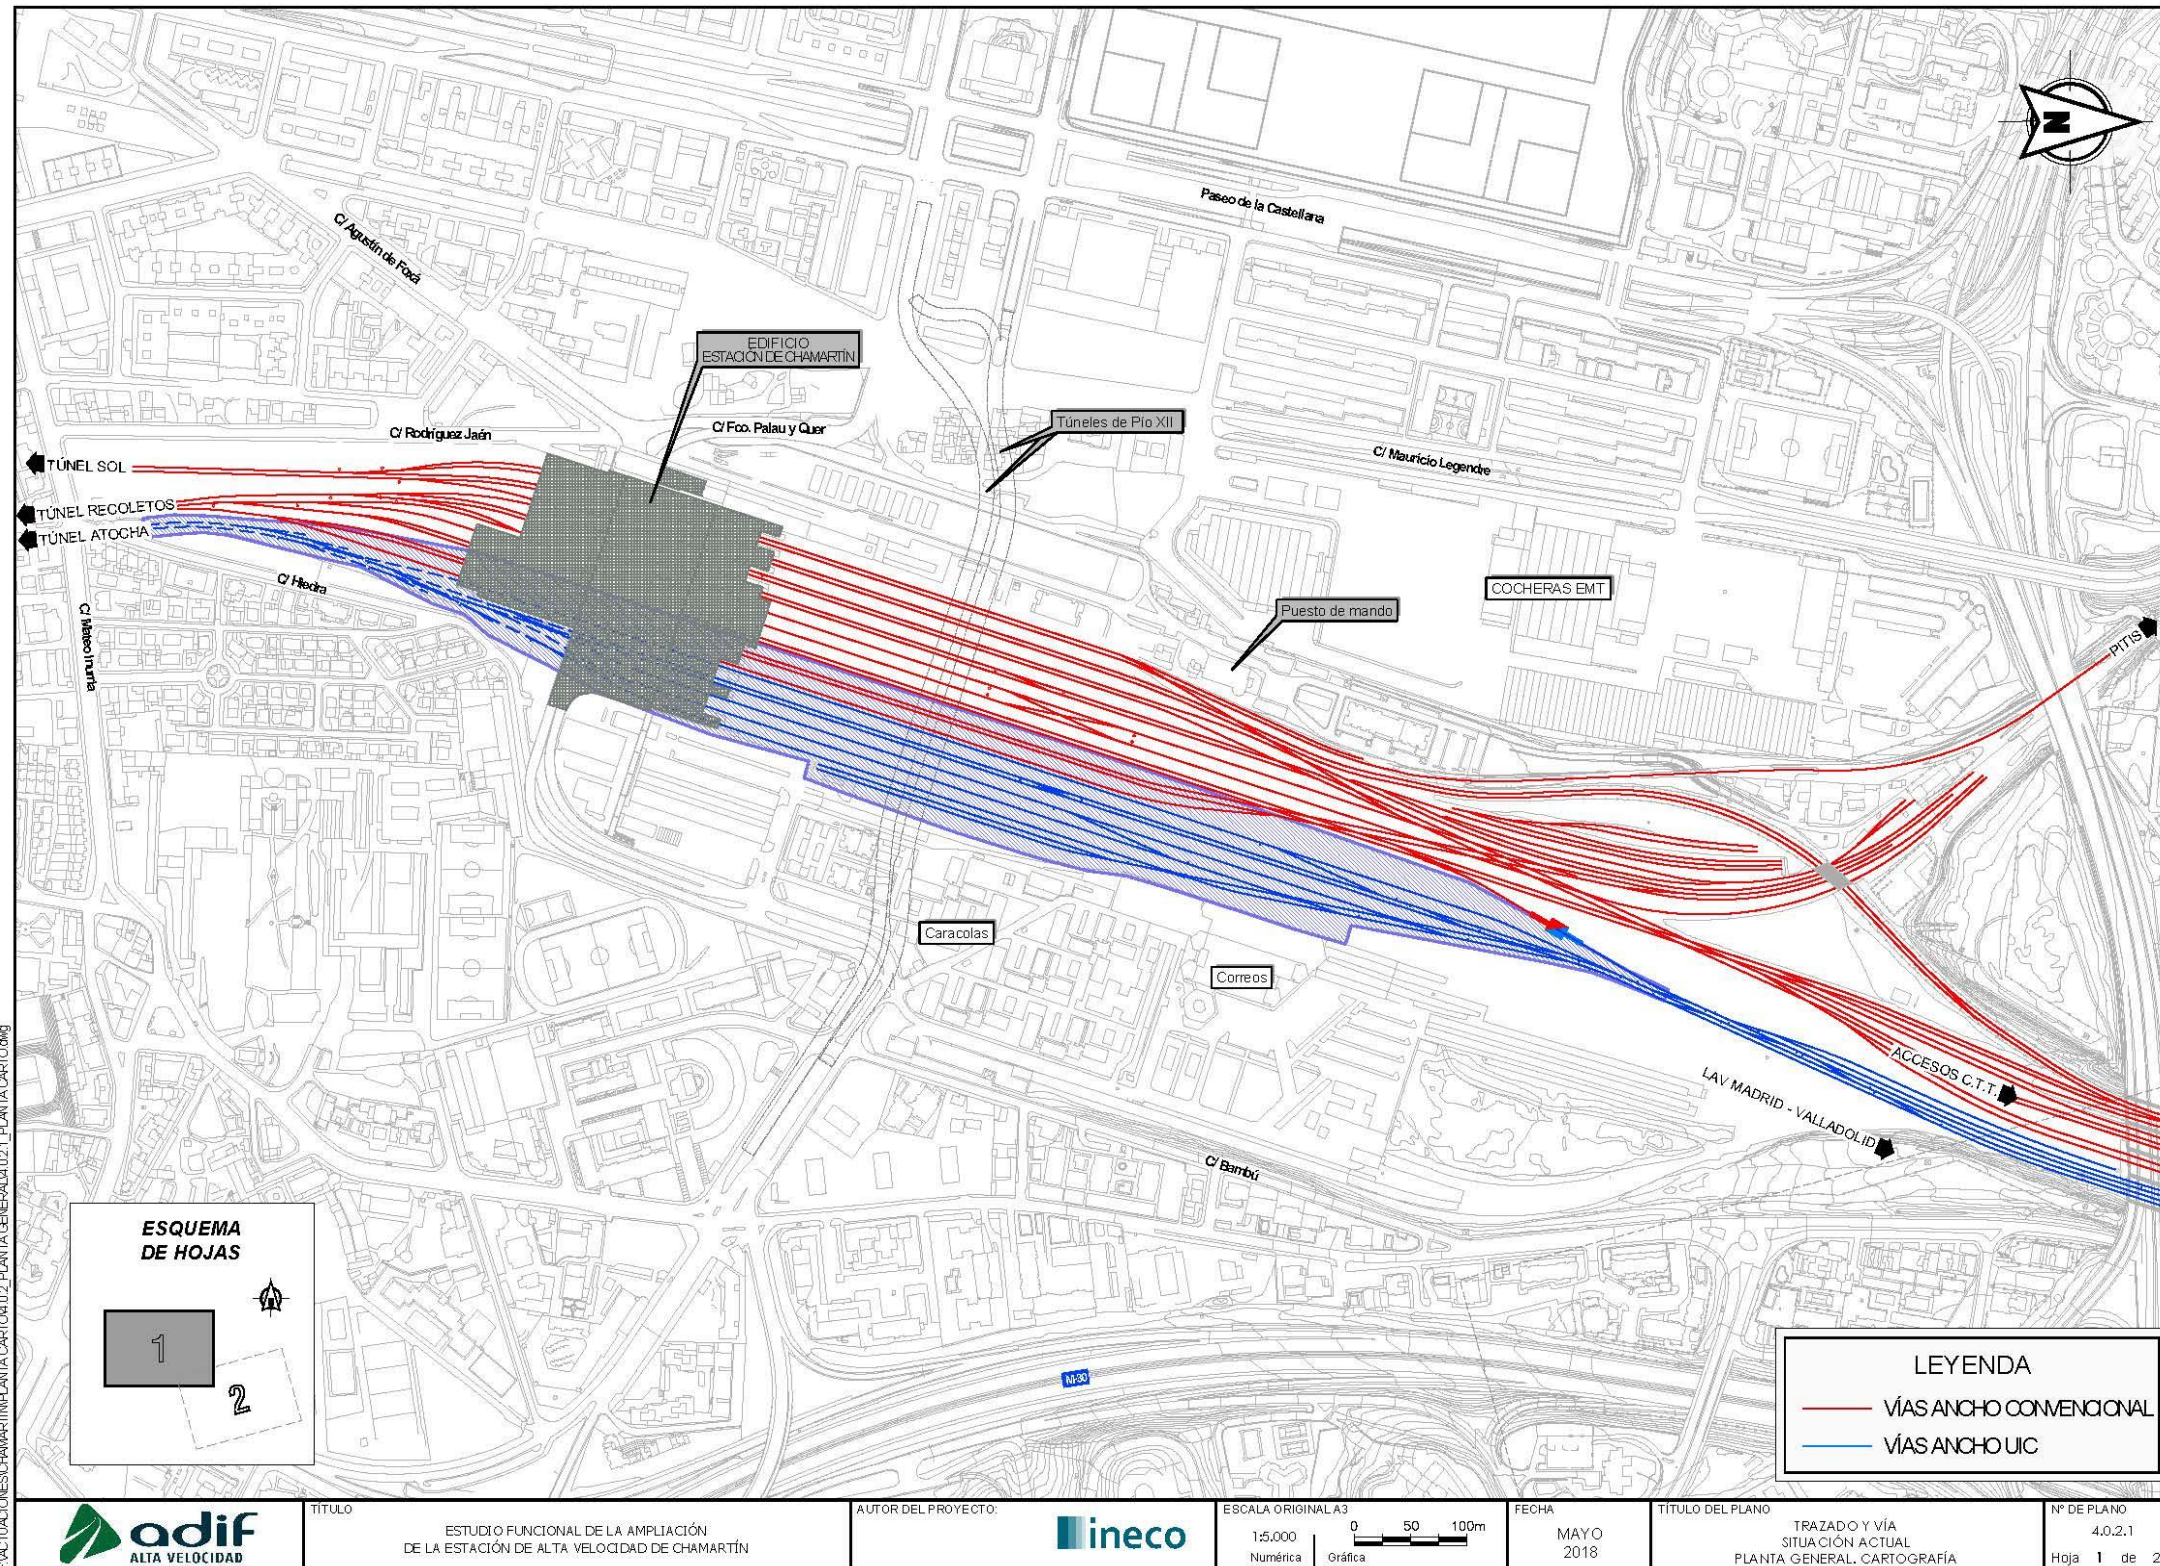 N
Paseo de la Castellana
C/ Agustín de Foxá
EDIFICIO
ESTACIÓN DE CHAMARTÍN
Túneles de Pío XII
C/ Rodríguez Jaén
C/ Fco. Palau y Quer
C/ Mauricio Legendre
TÚNEL SOL
TÚNEL RECOLETOS
TÚNEL ATOCHA
C/ Hiedra
C/ Mateo Inurria
COCHERAS EMT
Puesto de mando
PITIS
Caracolas
Correos
ACCESOS C.T.T.
LAV MADRID - VALLADOLID
C/ Bambú
M-30
ESQUEMA
DE HOJAS
1
2
LEYENDA
VÍAS ANCHO CONVENCIONAL
VÍAS ANCHO UIC
adif
ALTA VELOCIDAD
TÍTULO
ESTUDIO FUNCIONAL DE LA AMPLIACIÓN
DE LA ESTACIÓN DE ALTA VELOCIDAD DE CHAMARTÍN
AUTOR DEL PROYECTO:
ineco
ESCALA ORIGINAL A3
1:5.000
Numérica
0 50 100m
Gráfica
FECHA
MAYO
2018
TÍTULO DEL PLANO
TRAZADO Y VÍA
SITUACIÓN ACTUAL
PLANTA GENERAL. CARTOGRAFÍA
Nº DE PLANO
4.0.2.1
Hoja 1 de 2